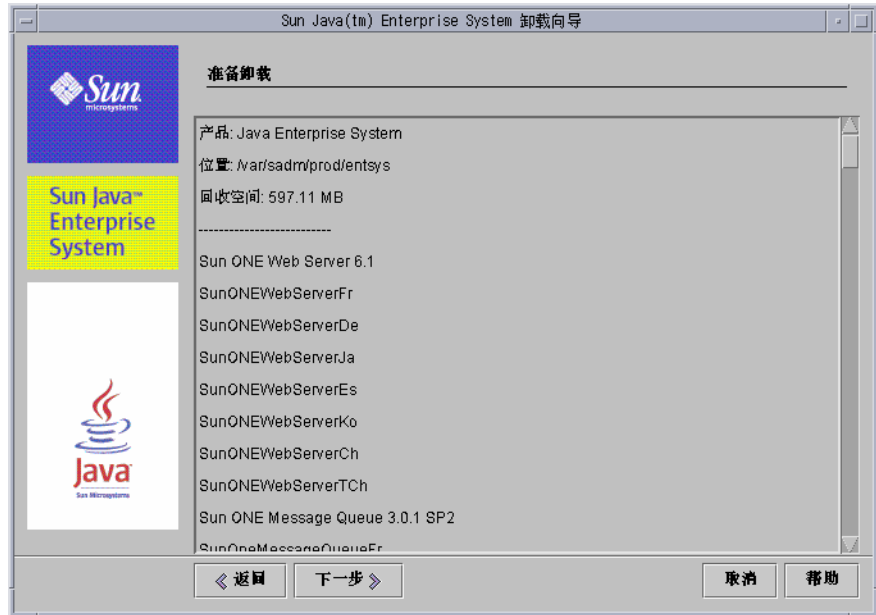 Sun Java(tm) Enterprise System 卸载向导
Sun
microsystems
Sun Java™
Enterprise
System
Java
Sun Microsystems
准备卸载
产品: Java Enterprise System
位置: /var/sadm/prod/entsys
回收空间: 597.11 MB
--------------------------
Sun ONE Web Server 6.1
SunONEWebServerFr
SunONEWebServerDe
SunONEWebServerJa
SunONEWebServerEs
SunONEWebServerKo
SunONEWebServerCh
SunONEWebServerTCh
Sun ONE Message Queue 3.0.1 SP2
SunOneMessageQueueFr
返回
下一步
取消
帮助